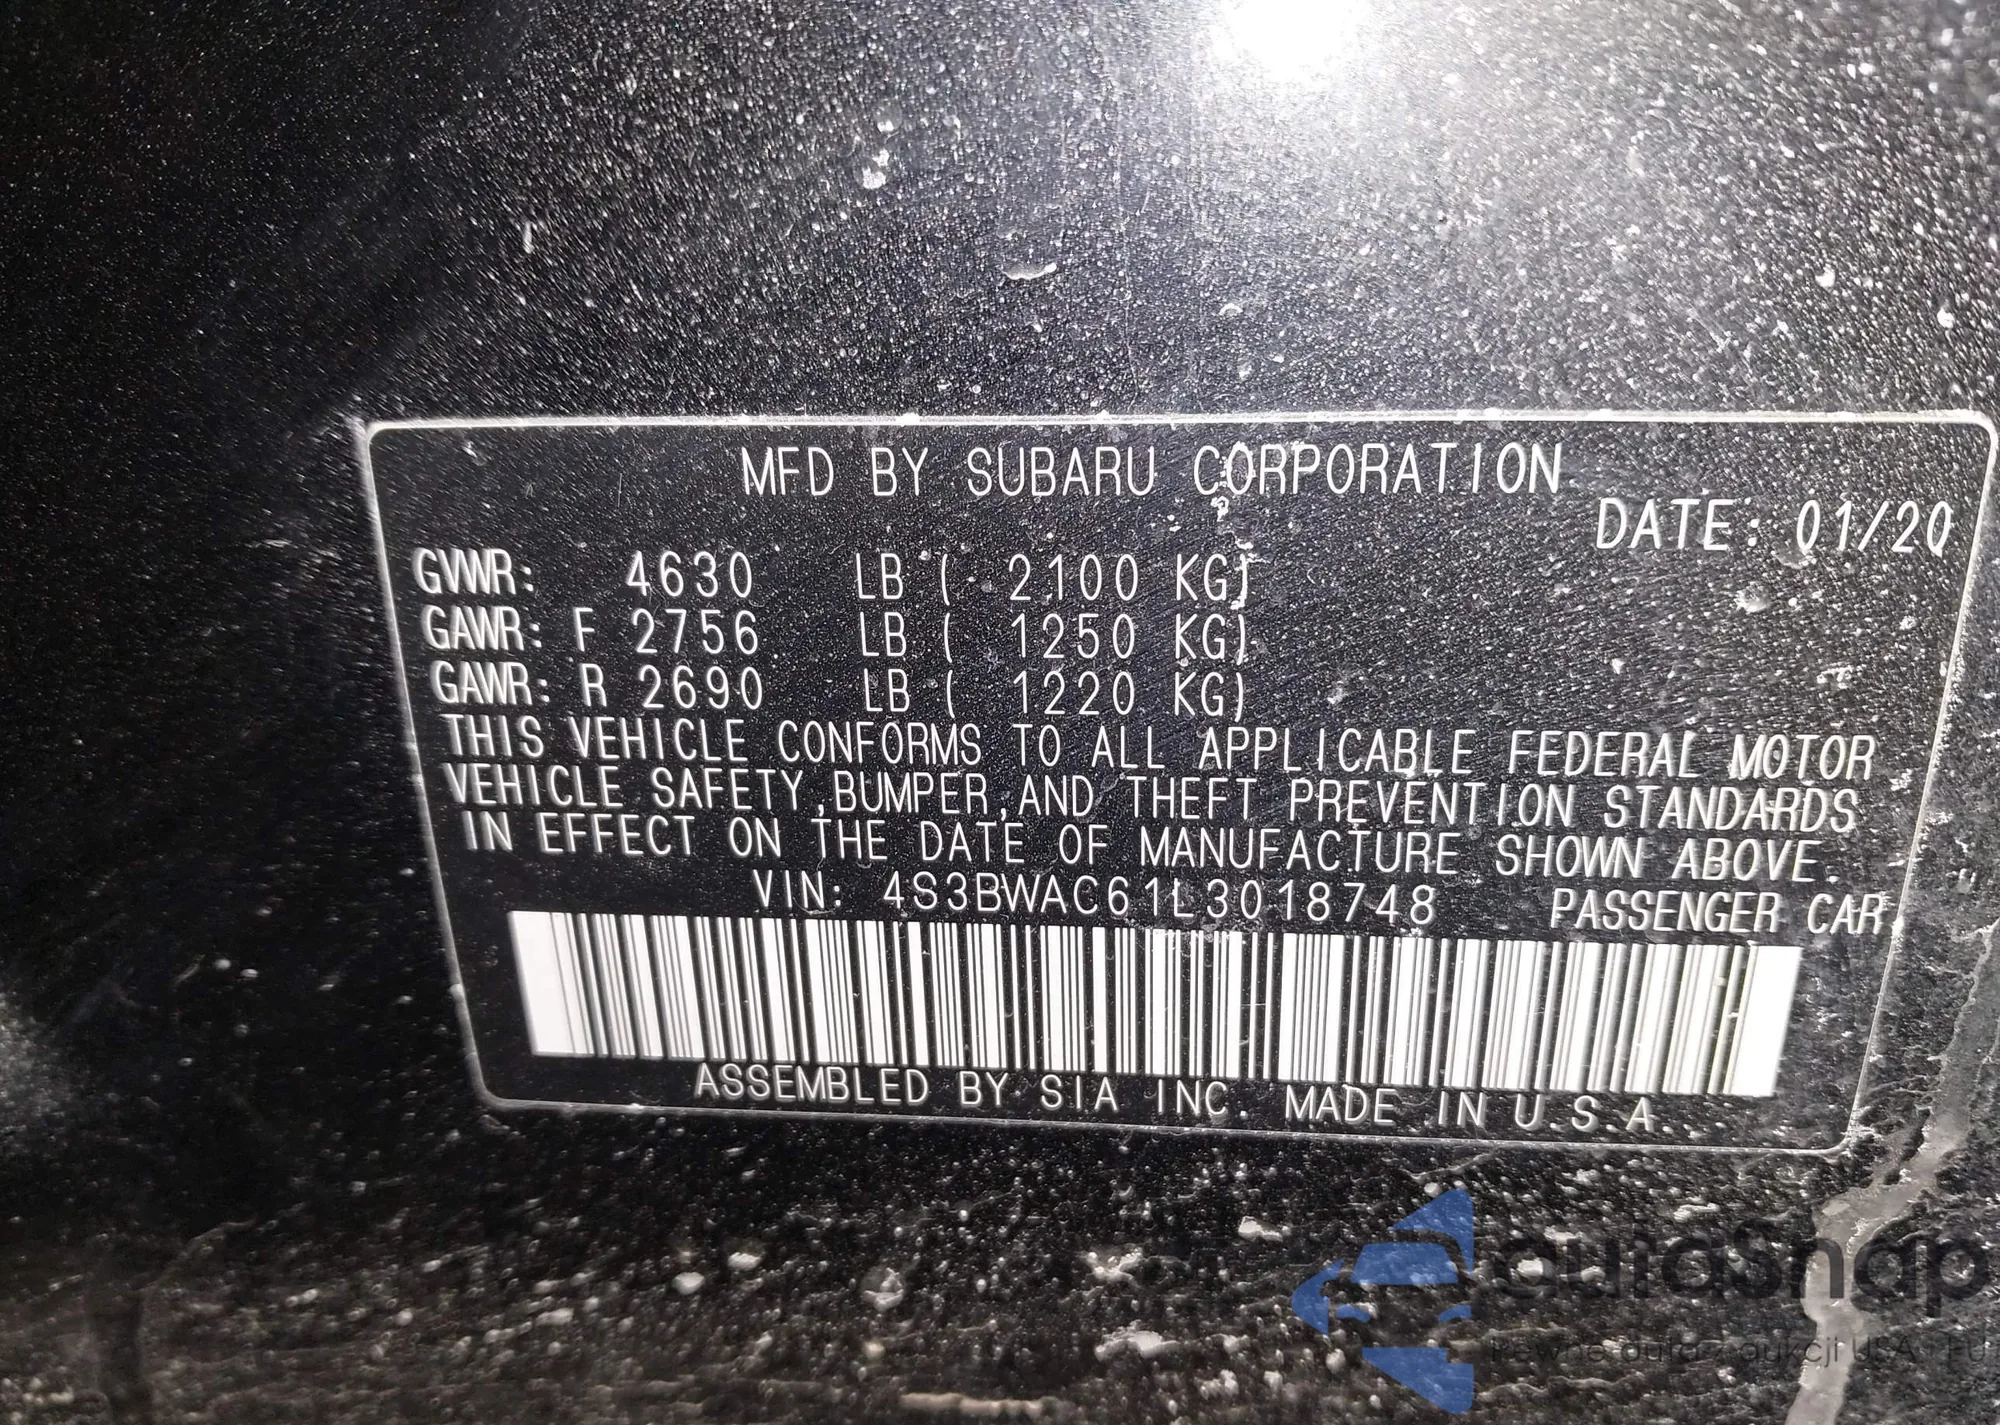 MFD BY SUBARU CORPORATION
DATE: 01/20
GVWR: 4630 LB ( 2100 KG)
GAWR: F 2756 LB ( 1250 KG)
GAWR: R 2690 LB ( 1220 KG)
THIS VEHICLE CONFORMS TO ALL APPLICABLE FEDERAL MOTOR
VEHICLE SAFETY,BUMPER,AND THEFT PREVENTION STANDARDS
IN EFFECT ON THE DATE OF MANUFACTURE SHOWN ABOVE.
VIN: 4S3BWAC61L3018748 PASSENGER CAR
ASSEMBLED BY SIA INC. MADE IN U.S.A.
aukcji USA